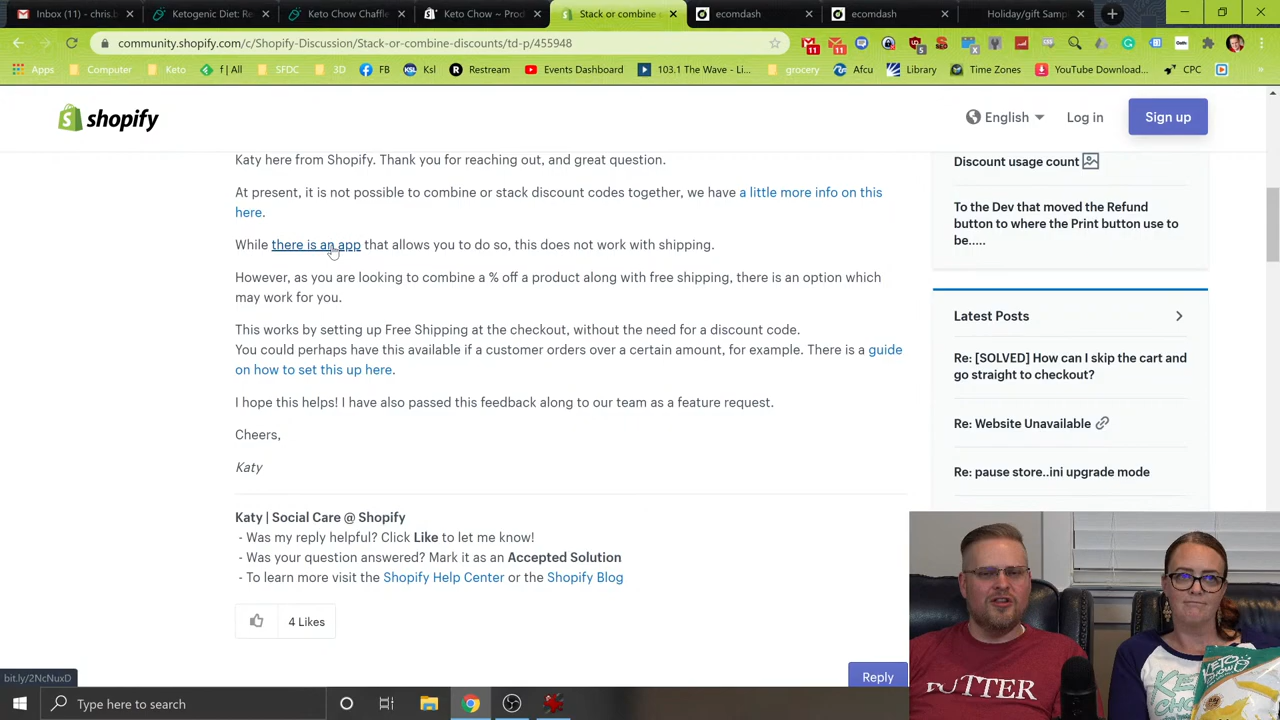 Inbox (11) - chris.b
Ketogenic Diet: Re
Keto Chow Chaffle
Keto Chow ~ Prod
Stack or combine
ecomdash
ecomdash
Holiday/gift Samp
community.shopify.com/c/Shopify-Discussion/Stack-or-combine-discounts/td-p/455948
Apps Computer Keto f | All SFDC 3D FB Ksl Restream Events Dashboard 103.1 The Wave - Li... grocery Afcu Library Time Zones YouTube Download... CPC
shopify
English Log in Sign up
Katy here from Shopify. Thank you for reaching out, and great question.
At present, it is not possible to combine or stack discount codes together, we have a little more info on this
here.
While there is an app that allows you to do so, this does not work with shipping.
However, as you are looking to combine a % off a product along with free shipping, there is an option which
may work for you.
This works by setting up Free Shipping at the checkout, without the need for a discount code.
You could perhaps have this available if a customer orders over a certain amount, for example. There is a guide
on how to set this up here.
I hope this helps! I have also passed this feedback along to our team as a feature request.
Cheers,
Katy
Katy | Social Care @ Shopify
- Was my reply helpful? Click Like to let me know!
- Was your question answered? Mark it as an Accepted Solution
- To learn more visit the Shopify Help Center or the Shopify Blog
4 Likes
Reply
Discount usage count
To the Dev that moved the Refund
button to where the Print button use to
be.....
Latest Posts
Re: [SOLVED] How can I skip the cart and
go straight to checkout?
Re: Website Unavailable
Re: pause store..ini upgrade mode
bit.ly/2NcNuxD
Type here to search
BUTTER
KETO
CHOW